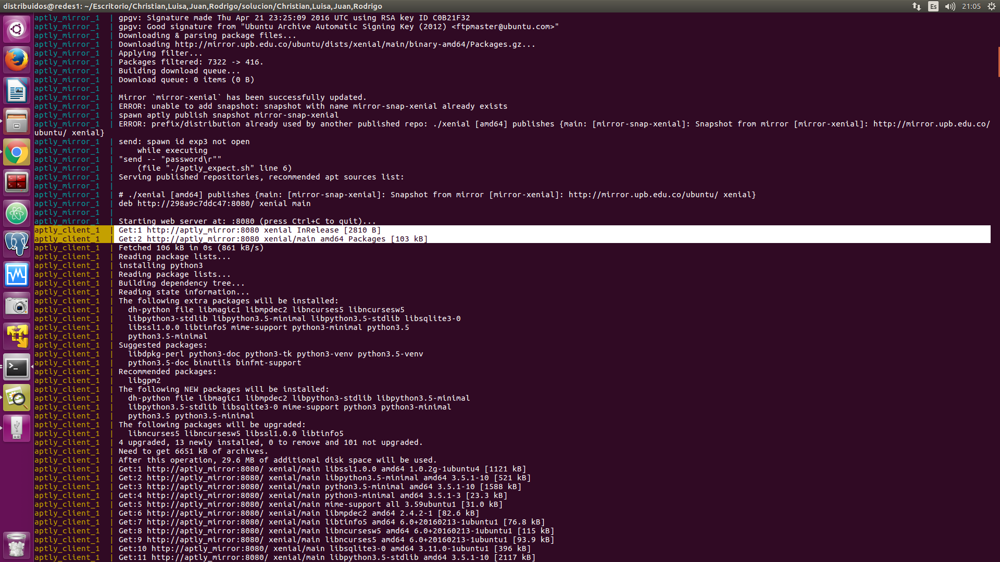 distribuidos@redes1: ~/Escritorio/Christian,Luisa,Juan,Rodrigo/solucion/Christian,Luisa,Juan,Rodrigo
Es
21:05
aptly_mirror_1  | gpgv: Signature made Thu Apr 21 23:25:09 2016 UTC using RSA key ID C0B21F32
aptly_mirror_1  | gpgv: Good signature from "Ubuntu Archive Automatic Signing Key (2012) <ftpmaster@ubuntu.com>"
aptly_mirror_1  | Downloading & parsing package files...
aptly_mirror_1  | Downloading http://mirror.upb.edu.co/ubuntu/dists/xenial/main/binary-amd64/Packages.gz...
aptly_mirror_1  | Applying filter...
aptly_mirror_1  | Packages filtered: 7322 -> 416.
aptly_mirror_1  | Building download queue...
aptly_mirror_1  | Download queue: 0 items (0 B)
aptly_mirror_1  |
aptly_mirror_1  | Mirror `mirror-xenial` has been successfully updated.
aptly_mirror_1  | ERROR: unable to add snapshot: snapshot with name mirror-snap-xenial already exists
aptly_mirror_1  | spawn aptly publish snapshot mirror-snap-xenial
aptly_mirror_1  | ERROR: prefix/distribution already used by another published repo: ./xenial [amd64] publishes {main: [mirror-snap-xenial]: Snapshot from mirror [mirror-xenial]: http://mirror.upb.edu.co/
ubuntu/ xenial}
aptly_mirror_1  | send: spawn id exp3 not open
aptly_mirror_1  |     while executing
aptly_mirror_1  | "send -- "password\r""
aptly_mirror_1  |     (file "./aptly_expect.sh" line 6)
aptly_mirror_1  | Serving published repositories, recommended apt sources list:
aptly_mirror_1  |
aptly_mirror_1  | # ./xenial [amd64] publishes {main: [mirror-snap-xenial]: Snapshot from mirror [mirror-xenial]: http://mirror.upb.edu.co/ubuntu/ xenial}
aptly_mirror_1  | deb http://298a9c7ddc47:8080/ xenial main
aptly_mirror_1  |
aptly_mirror_1  | Starting web server at: :8080 (press Ctrl+C to quit)...
aptly_client_1  | Get:1 http://aptly_mirror:8080 xenial InRelease [2810 B]
aptly_client_1  | Get:2 http://aptly_mirror:8080 xenial/main amd64 Packages [103 kB]
aptly_client_1  | Fetched 106 kB in 0s (861 kB/s)
aptly_client_1  | Reading package lists...
aptly_client_1  | installing python3
aptly_client_1  | Reading package lists...
aptly_client_1  | Building dependency tree...
aptly_client_1  | Reading state information...
aptly_client_1  | The following extra packages will be installed:
aptly_client_1  |   dh-python file libmagic1 libmpdec2 libncurses5 libncursesw5
aptly_client_1  |   libpython3-stdlib libpython3.5-minimal libpython3.5-stdlib libsqlite3-0
aptly_client_1  |   libssl1.0.0 libtinfo5 mime-support python3-minimal python3.5
aptly_client_1  |   python3.5-minimal
aptly_client_1  | Suggested packages:
aptly_client_1  |   libdpkg-perl python3-doc python3-tk python3-venv python3.5-venv
aptly_client_1  |   python3.5-doc binutils binfmt-support
aptly_client_1  | Recommended packages:
aptly_client_1  |   libgpm2
aptly_client_1  | The following NEW packages will be installed:
aptly_client_1  |   dh-python file libmagic1 libmpdec2 libpython3-stdlib libpython3.5-minimal
aptly_client_1  |   libpython3.5-stdlib libsqlite3-0 mime-support python3 python3-minimal
aptly_client_1  |   python3.5 python3.5-minimal
aptly_client_1  | The following packages will be upgraded:
aptly_client_1  |   libncurses5 libncursesw5 libssl1.0.0 libtinfo5
aptly_client_1  | 4 upgraded, 13 newly installed, 0 to remove and 101 not upgraded.
aptly_client_1  | Need to get 6651 kB of archives.
aptly_client_1  | After this operation, 29.6 MB of additional disk space will be used.
aptly_client_1  | Get:1 http://aptly_mirror:8080/ xenial/main libssl1.0.0 amd64 1.0.2g-1ubuntu4 [1121 kB]
aptly_client_1  | Get:2 http://aptly_mirror:8080/ xenial/main libpython3.5-minimal amd64 3.5.1-10 [521 kB]
aptly_client_1  | Get:3 http://aptly_mirror:8080/ xenial/main python3.5-minimal amd64 3.5.1-10 [1588 kB]
aptly_client_1  | Get:4 http://aptly_mirror:8080/ xenial/main python3-minimal amd64 3.5.1-3 [23.3 kB]
aptly_client_1  | Get:5 http://aptly_mirror:8080/ xenial/main mime-support all 3.59ubuntu1 [31.0 kB]
aptly_client_1  | Get:6 http://aptly_mirror:8080/ xenial/main libmpdec2 amd64 2.4.2-1 [82.6 kB]
aptly_client_1  | Get:7 http://aptly_mirror:8080/ xenial/main libtinfo5 amd64 6.0+20160213-1ubuntu1 [76.8 kB]
aptly_client_1  | Get:8 http://aptly_mirror:8080/ xenial/main libncursesw5 amd64 6.0+20160213-1ubuntu1 [115 kB]
aptly_client_1  | Get:9 http://aptly_mirror:8080/ xenial/main libncurses5 amd64 6.0+20160213-1ubuntu1 [93.9 kB]
aptly_client_1  | Get:10 http://aptly_mirror:8080/ xenial/main libsqlite3-0 amd64 3.11.0-1ubuntu1 [396 kB]
aptly_client_1  | Get:11 http://aptly_mirror:8080/ xenial/main libpython3.5-stdlib amd64 3.5.1-10 [2117 kB]